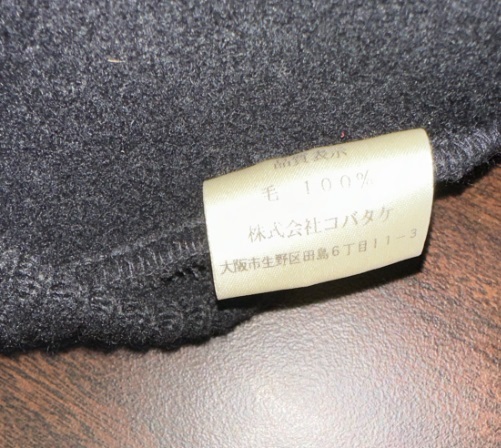 品質表示
毛 100%
株式会社コバタケ
大阪市生野区田島6丁目11-3